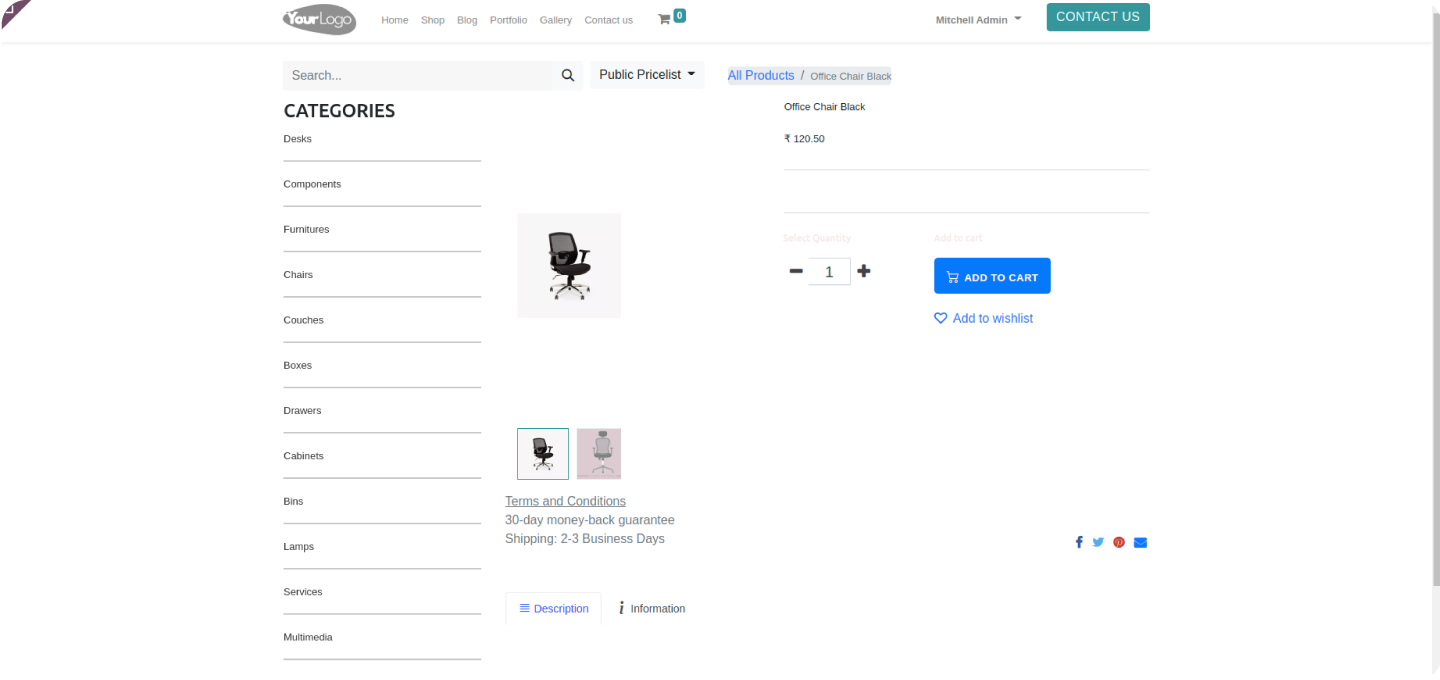 YourLogo
Home Shop Blog Portfolio Gallery Contact us 0 Mitchell Admin CONTACT US
Search... Public Pricelist All Products / Office Chair Black
CATEGORIES
Desks
Components
Furnitures
Chairs
Couches
Boxes
Drawers
Cabinets
Bins
Lamps
Services
Multimedia
Office Chair Black
₹ 120.50
Select Quantity Add to cart
1 ADD TO CART
Add to wishlist
Terms and Conditions
30-day money-back guarantee
Shipping: 2-3 Business Days
Description Information